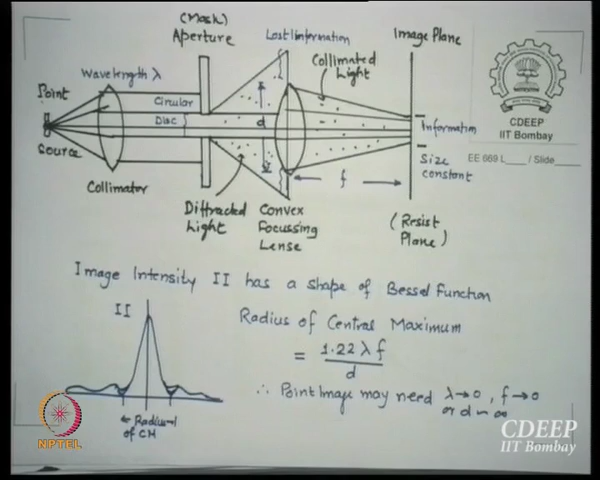 (Mask)
Aperture
Lost Information
Image Plane
Collimated
Light
Wavelength λ
Point
Source
Circular
Disc
d
Information
Size
constant
Collimator
f
Diffracted
Light
Convex
Focussing
Lense
(Resist
Plane)
CDEEP
IIT Bombay
EE 669 L____ / Slide____
Image Intensity II has a shape of Bessel Function
II
Radius of Central Maximum
= 1.22 λ f / d
∴ Point Image may need λ→0, f→0
or d→∞
Radius
of CM
NPTEL
CDEEP
IIT Bombay